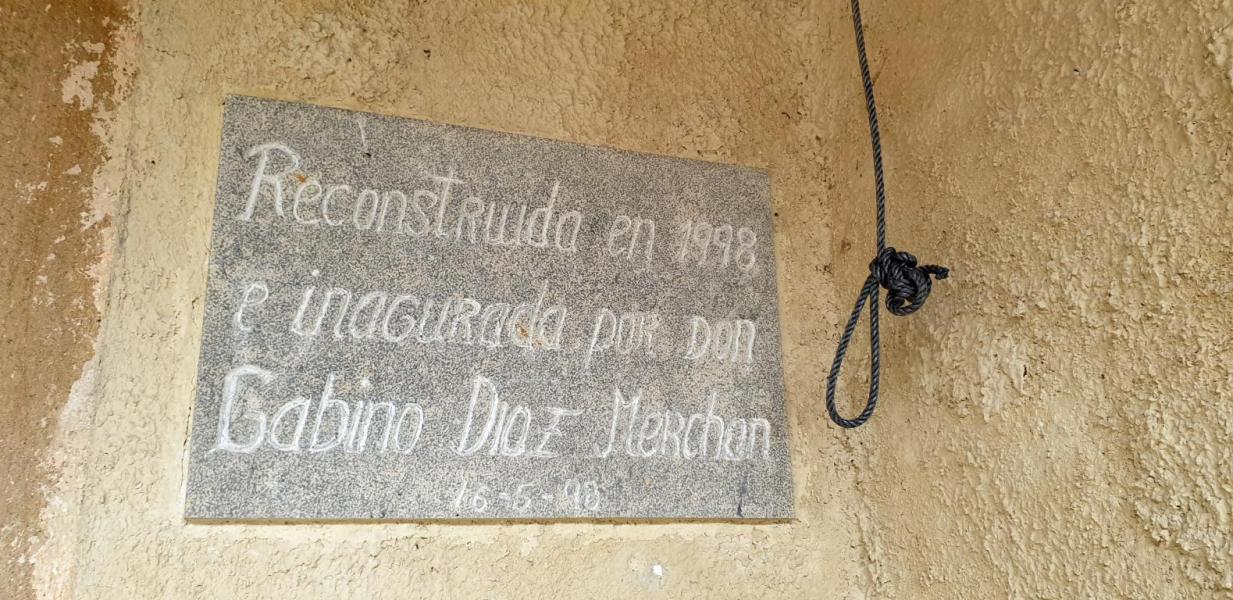 Reconstruida en 1998
e inagurada por don
Gabino Diaz Merchan
16-5-98